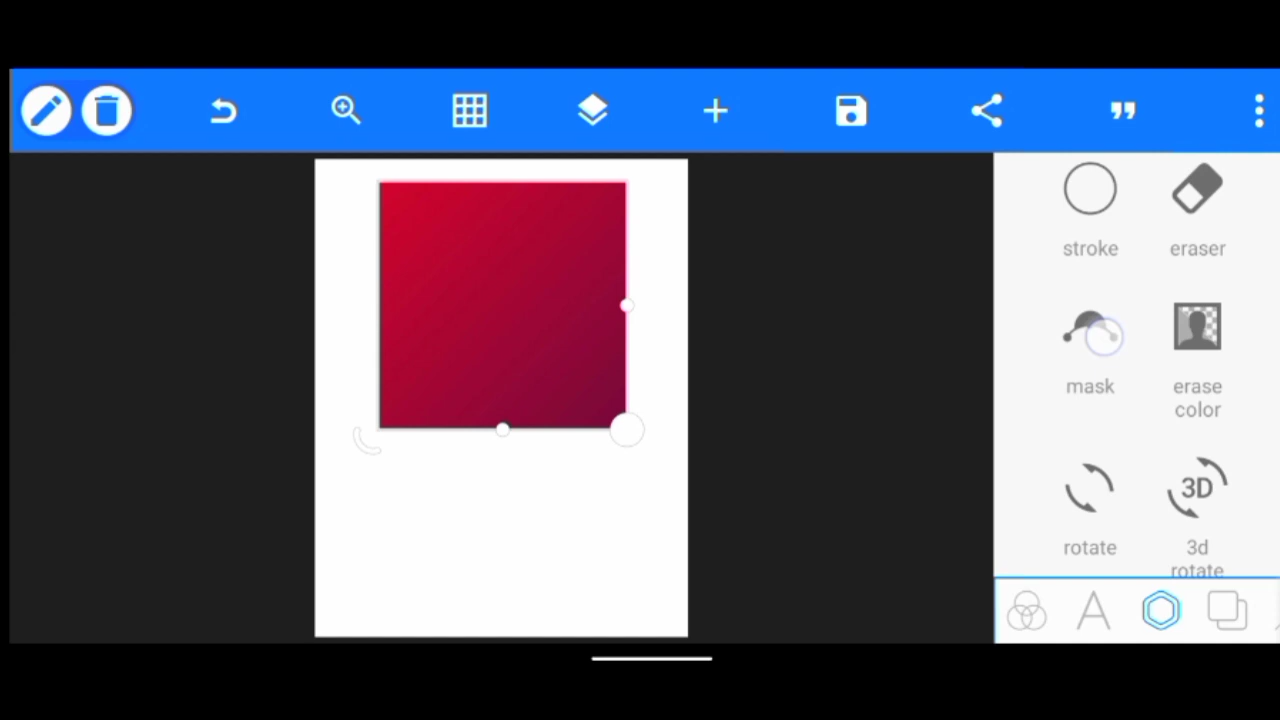 stroke
eraser
mask
erase
color
rotate
3D
3d
rotate